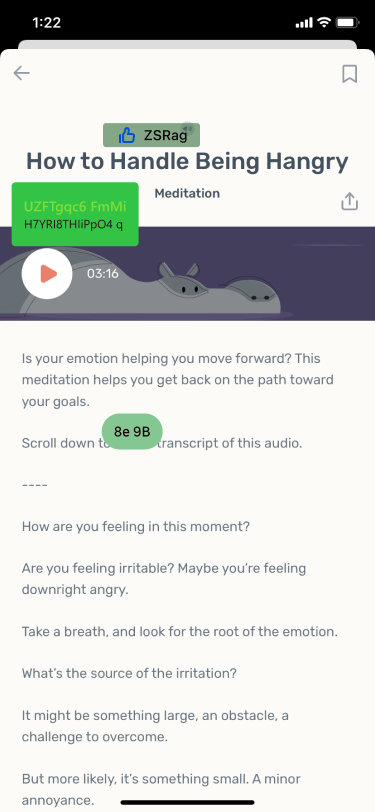 1:22
ZSRag
How to Handle Being Hangry
Meditation
UZFTgqc6 FmMi
H7YRI8THIiPpO4 q
03:16
Is your emotion helping you move forward? This
meditation helps you get back on the path toward
your goals.
8e 9B
Scroll down transcript of this audio.
----
How are you feeling in this moment?
Are you feeling irritable? Maybe you’re feeling
downright angry.
Take a breath, and look for the root of the emotion.
What’s the source of the irritation?
It might be something large, an obstacle, a
challenge to overcome.
But more likely, it’s something small. A minor
annoyance.